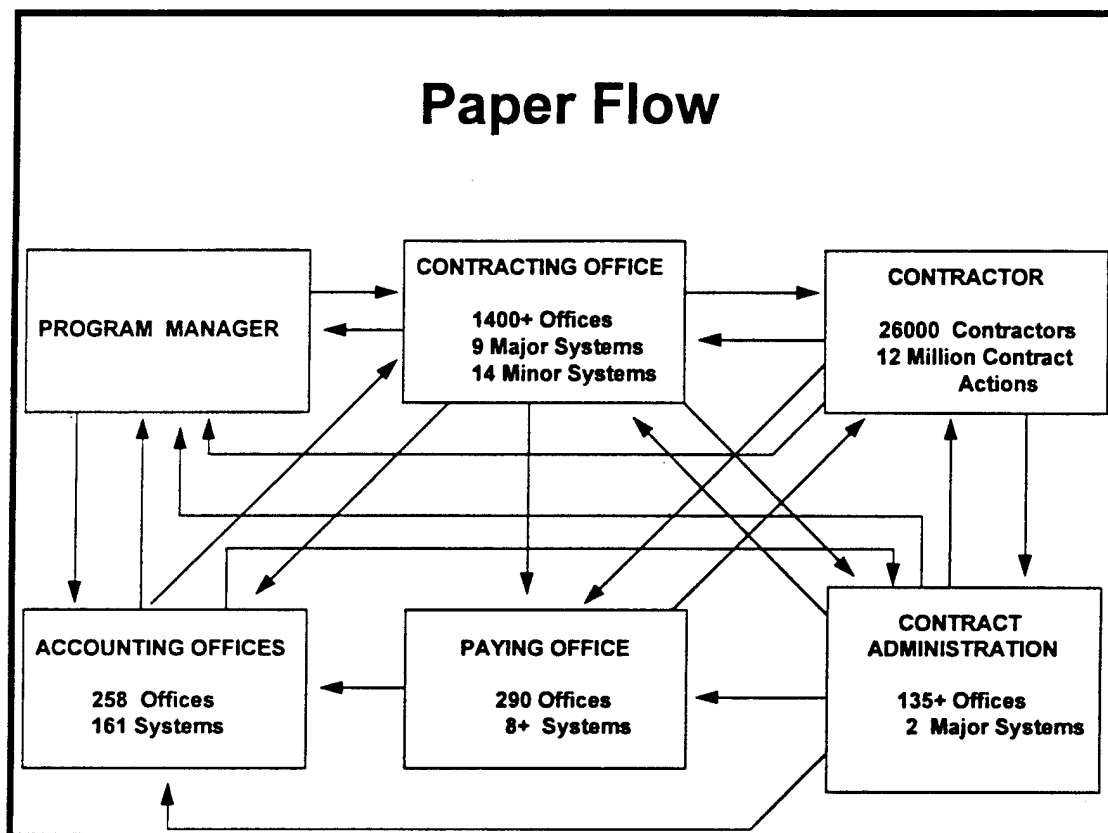 Paper Flow
PROGRAM MANAGER
CONTRACTING OFFICE
1400+ Offices
9 Major Systems
14 Minor Systems
CONTRACTOR
26000 Contractors
12 Million Contract
Actions
ACCOUNTING OFFICES
258 Offices
161 Systems
PAYING OFFICE
290 Offices
8+ Systems
CONTRACT
ADMINISTRATION
135+ Offices
2 Major Systems